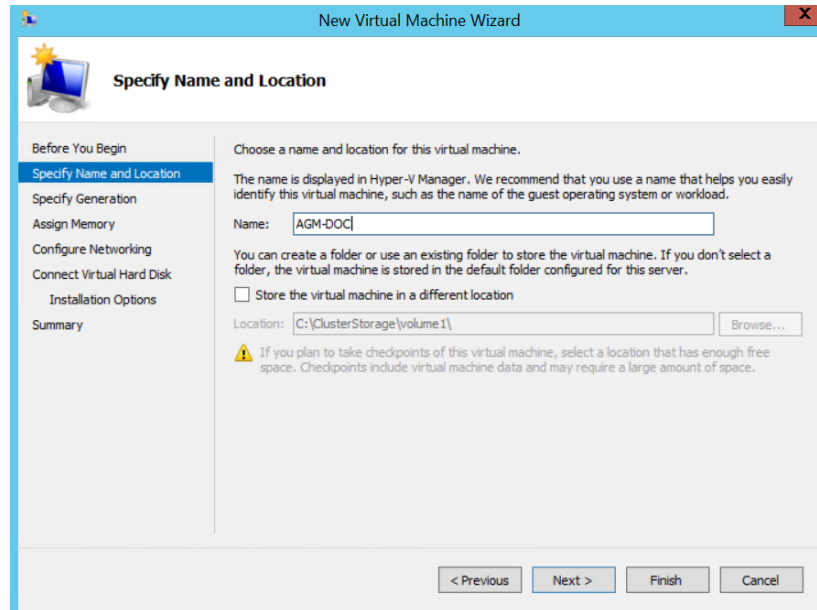 New Virtual Machine Wizard
X
Specify Name and Location
Before You Begin
Specify Name and Location
Specify Generation
Assign Memory
Configure Networking
Connect Virtual Hard Disk
Installation Options
Summary
Choose a name and location for this virtual machine.
The name is displayed in Hyper-V Manager. We recommend that you use a name that helps you easily
identify this virtual machine, such as the name of the guest operating system or workload.
Name: AGM-DOC
You can create a folder or use an existing folder to store the virtual machine. If you don't select a
folder, the virtual machine is stored in the default folder configured for this server.
Store the virtual machine in a different location
Location: C:\ClusterStorage\volume1\ Browse...
If you plan to take checkpoints of this virtual machine, select a location that has enough free
space. Checkpoints include virtual machine data and may require a large amount of space.
< Previous Next > Finish Cancel